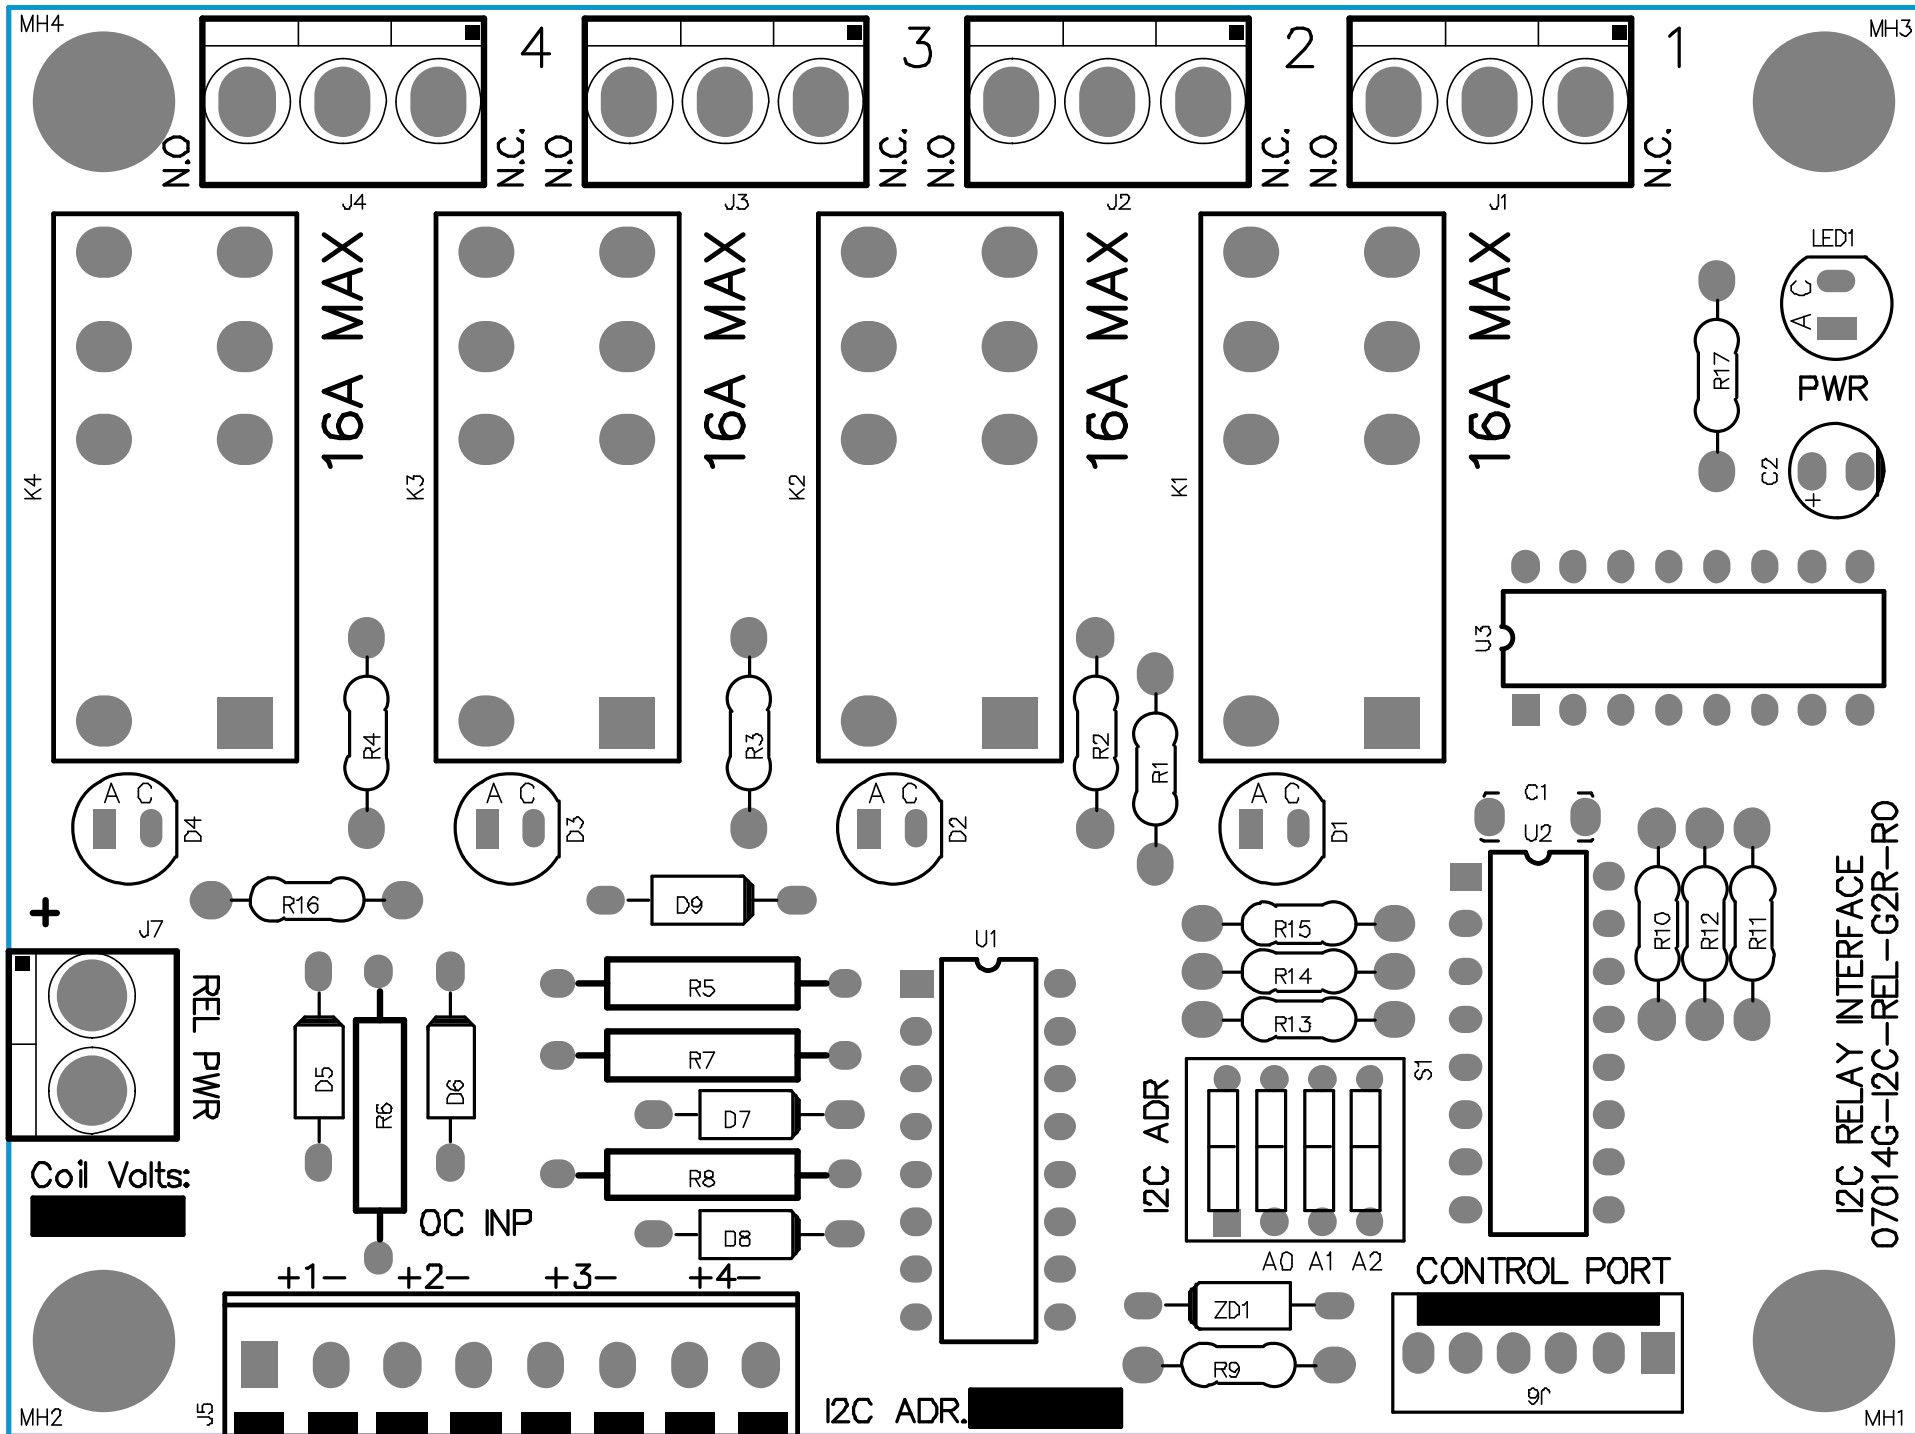 MH4
4
3
2
1
MH3
N.O
N.C.
N.O
N.C.
N.O
N.C.
N.O
N.C.
J4
J3
J2
J1
16A MAX
16A MAX
16A MAX
16A MAX
LED1
C
A
PWR
R17
C2
+
K4
K3
K2
K1
U3
R4
R3
R2
R1
A C
D4
A C
D3
A C
D2
A C
D1
C1
U2
R16
D9
+
J7
REL PWR
U1
R15
R14
R13
R10
R12
R11
I2C RELAY INTERFACE
07014G-I2C-REL-G2R-R0
R5
R7
D5
R6
D6
D7
R8
D8
I2C ADR
S1
Coil Volts:
OC INP
A0 A1 A2
CONTROL PORT
+1- +2- +3- +4-
ZD1
R9
J6
MH2
J5
I2C ADR.
MH1